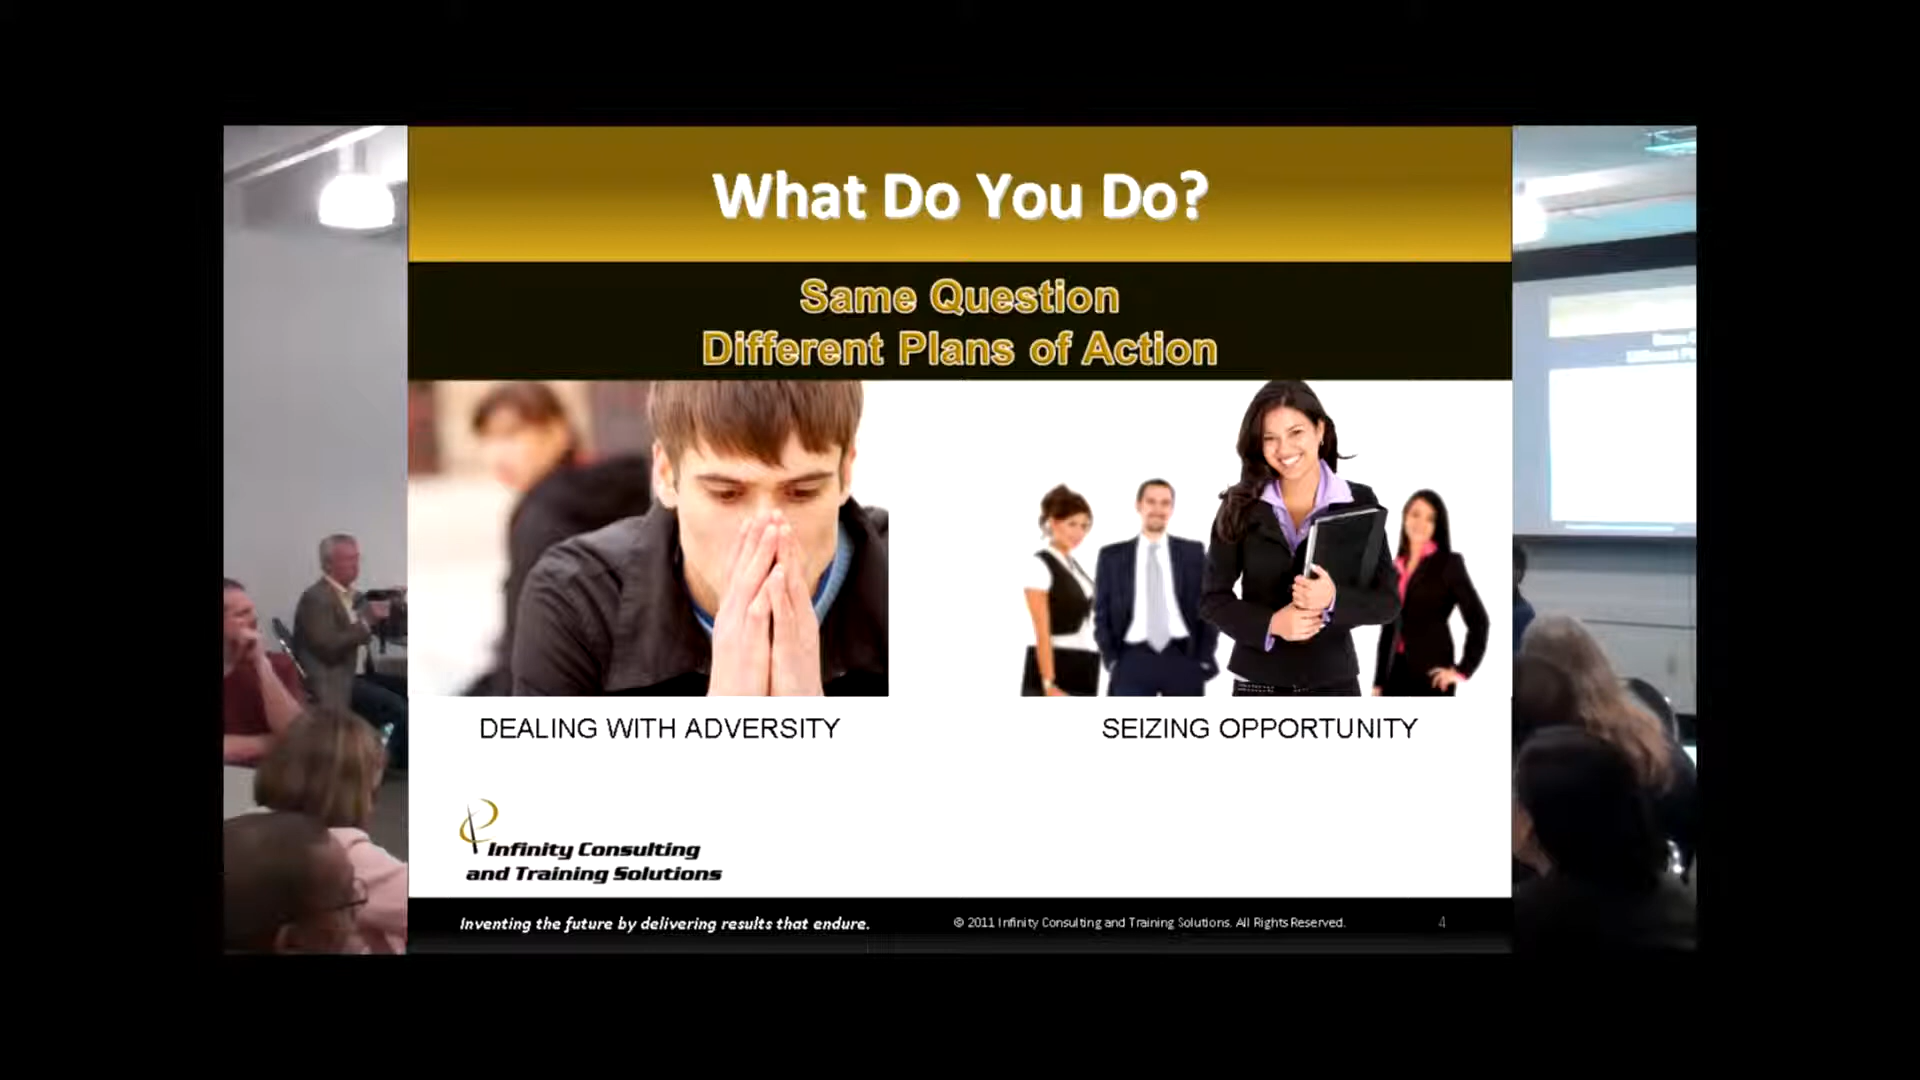 What Do You Do?
Same Question
Different Plans of Action
DEALING WITH ADVERSITY
SEIZING OPPORTUNITY
Infinity Consulting
and Training Solutions
Inventing the future by delivering results that endure.
© 2011 Infinity Consulting and Training Solutions. All Rights Reserved.
4